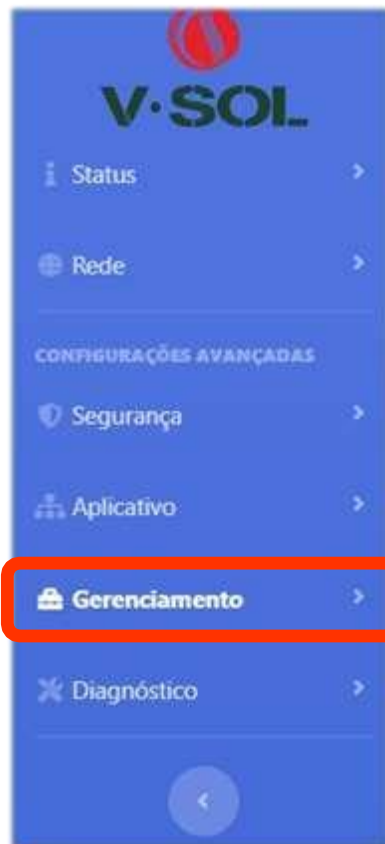 V·SOL
Status
Rede
CONFIGURAÇÕES AVANÇADAS
Segurança
Aplicativo
Gerenciamento
Diagnóstico